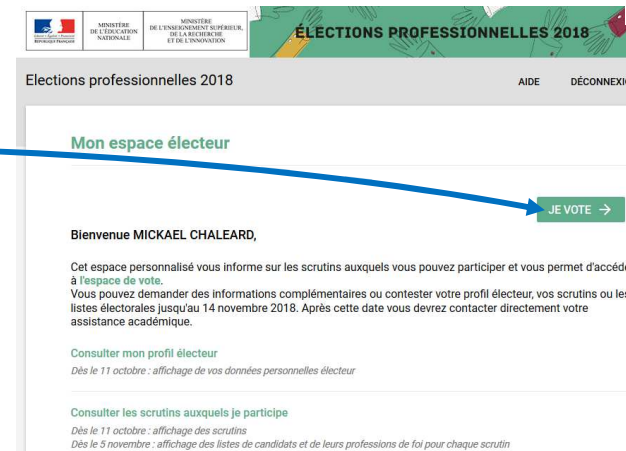 MINISTÈRE
DE L'ÉDUCATION
NATIONALE
MINISTÈRE
DE L'ENSEIGNEMENT SUPÉRIEUR,
DE LA RECHERCHE
ET DE L'INNOVATION
ÉLECTIONS PROFESSIONNELLES 2018
Elections professionnelles 2018
AIDE
DÉCONNEXI
Mon espace électeur
JE VOTE →
Bienvenue MICKAEL CHALEARD,
Cet espace personnalisé vous informe sur les scrutins auxquels vous pouvez participer et vous permet d'accéde
à l'espace de vote.
Vous pouvez demander des informations complémentaires ou contester votre profil électeur, vos scrutins ou les
listes électorales jusqu'au 14 novembre 2018. Après cette date vous devrez contacter directement votre
assistance académique.
Consulter mon profil électeur
Dès le 11 octobre : affichage de vos données personnelles électeur
Consulter les scrutins auxquels je participe
Dès le 11 octobre : affichage des scrutins
Dès le 5 novembre : affichage des listes de candidats et de leurs professions de foi pour chaque scrutin